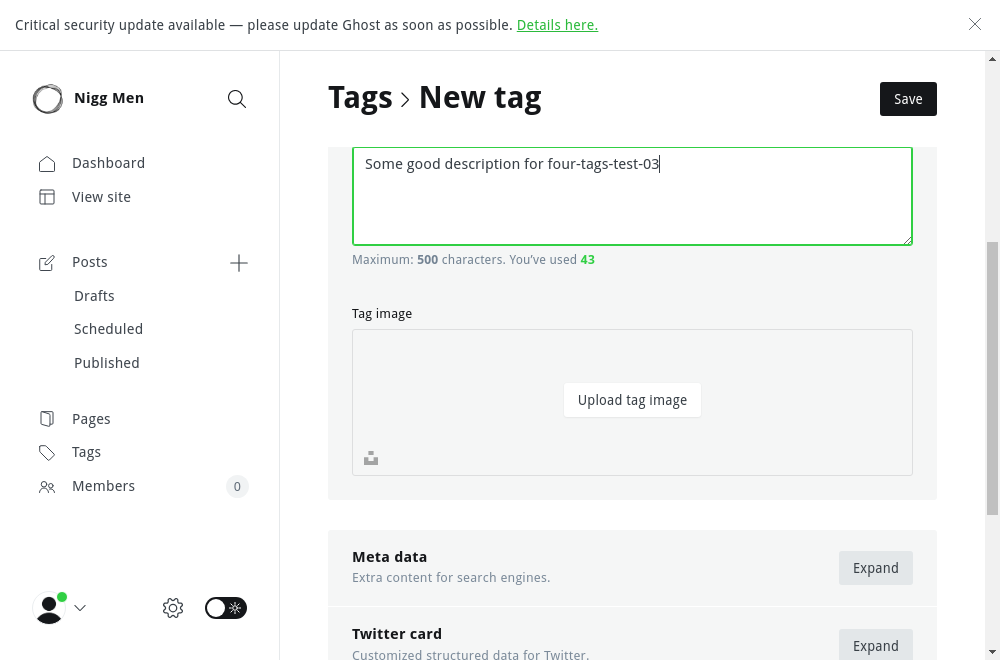 Critical security update available — please update Ghost as soon as possible. Details here.
Nigg Men
Dashboard
View site
Posts
Drafts
Scheduled
Published
Pages
Tags
Members
0
Tags > New tag
Save
Some good description for four-tags-test-03
Maximum: 500 characters. You’ve used 43
Tag image
Upload tag image
Meta data
Extra content for search engines.
Expand
Twitter card
Customized structured data for Twitter.
Expand